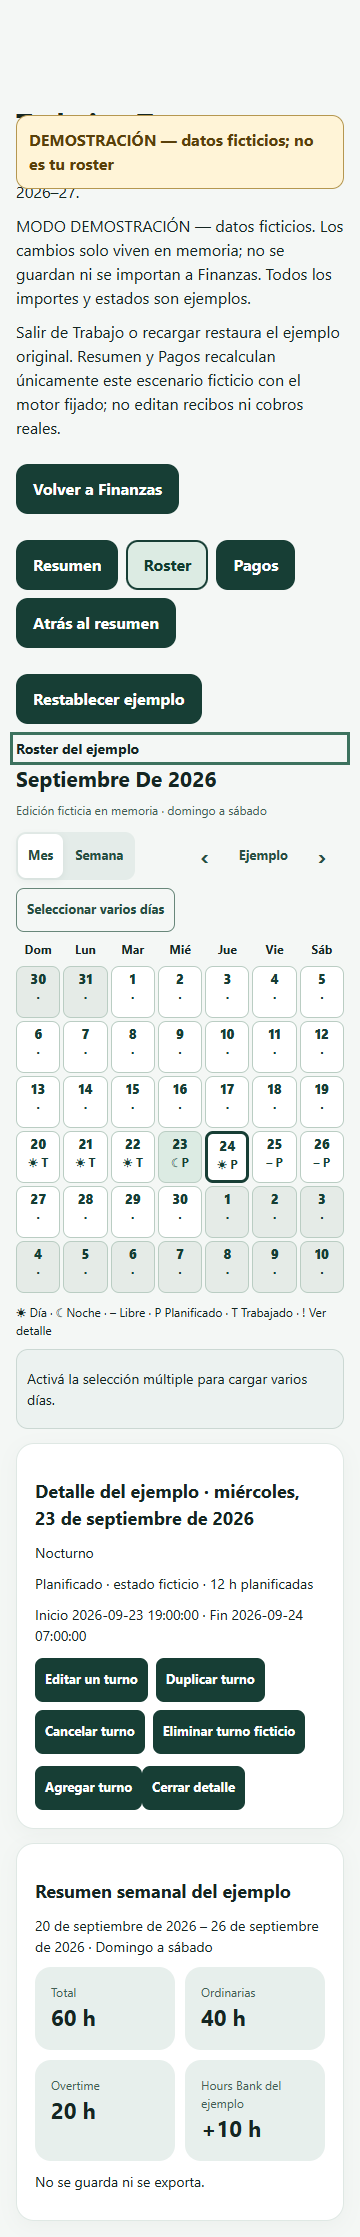 DEMOSTRACIÓN — datos ficticios; no
es tu roster
2026–27.
MODO DEMOSTRACIÓN — datos ficticios. Los
cambios solo viven en memoria; no se
guardan ni se importan a Finanzas. Todos los
importes y estados son ejemplos.
Salir de Trabajo o recargar restaura el ejemplo
original. Resumen y Pagos recalculan
únicamente este escenario ficticio con el
motor fijado; no editan recibos ni cobros
reales.
Volver a Finanzas
Resumen Roster Pagos
Atrás al resumen
Restablecer ejemplo
Roster del ejemplo
Septiembre De 2026
Edición ficticia en memoria · domingo a sábado
Mes Semana ‹ Ejemplo ›
Seleccionar varios días
Dom Lun Mar Mié Jue Vie Sáb
30 31 1 2 3 4 5
· · · · · · ·
6 7 8 9 10 11 12
· · · · · · ·
13 14 15 16 17 18 19
· · · · · · ·
20 21 22 23 24 25 26
☀ T ☀ T ☀ T ☾ P ☀ P – P – P
27 28 29 30 1 2 3
· · · · · · ·
4 5 6 7 8 9 10
· · · · · · ·
☀ Día · ☾ Noche · – Libre · P Planificado · T Trabajado · ! Ver
detalle
Activá la selección múltiple para cargar varios
días.
Detalle del ejemplo · miércoles,
23 de septiembre de 2026
Nocturno
Planificado · estado ficticio · 12 h planificadas
Inicio 2026-09-23 19:00:00 · Fin 2026-09-24
07:00:00
Editar un turno Duplicar turno
Cancelar turno Eliminar turno ficticio
Agregar turno Cerrar detalle
Resumen semanal del ejemplo
20 de septiembre de 2026 – 26 de septiembre
de 2026 · Domingo a sábado
Total Ordinarias
60 h 40 h
Overtime Hours Bank del
ejemplo
20 h +10 h
No se guarda ni se exporta.